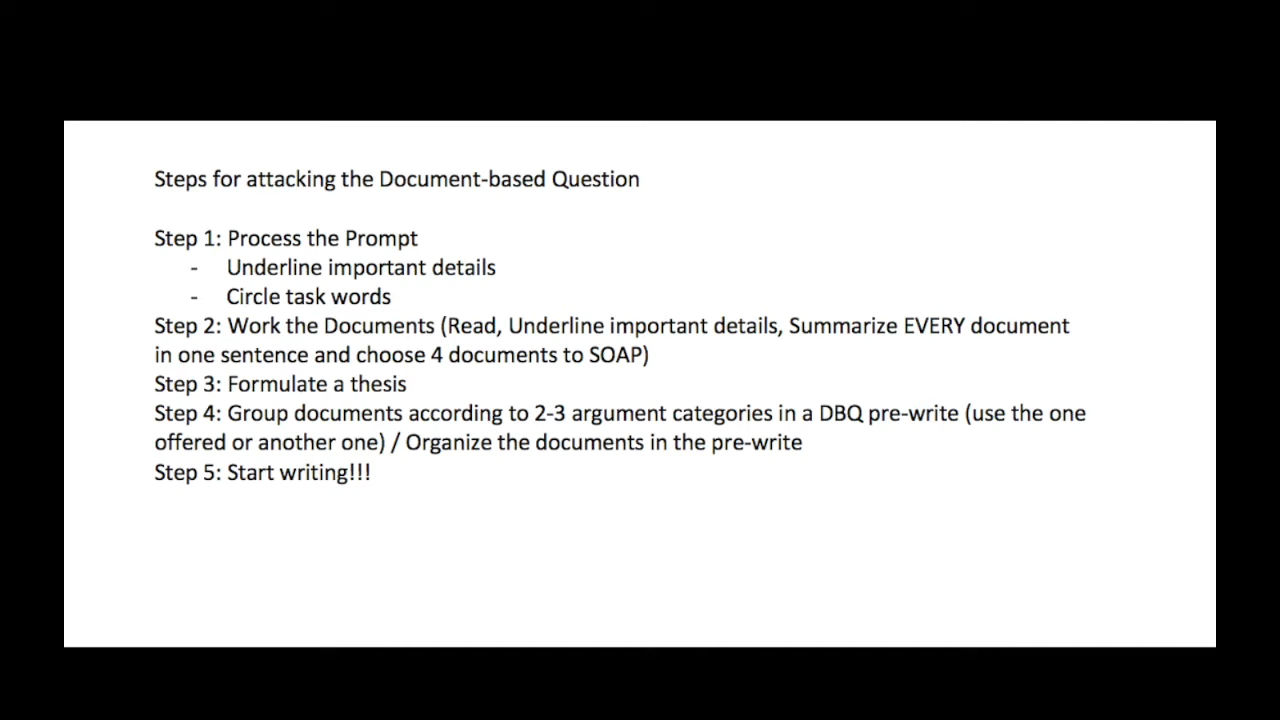 Steps for attacking the Document-based Question
Step 1: Process the Prompt
- Underline important details
- Circle task words
Step 2: Work the Documents (Read, Underline important details, Summarize EVERY document
in one sentence and choose 4 documents to SOAP)
Step 3: Formulate a thesis
Step 4: Group documents according to 2-3 argument categories in a DBQ pre-write (use the one
offered or another one) / Organize the documents in the pre-write
Step 5: Start writing!!!